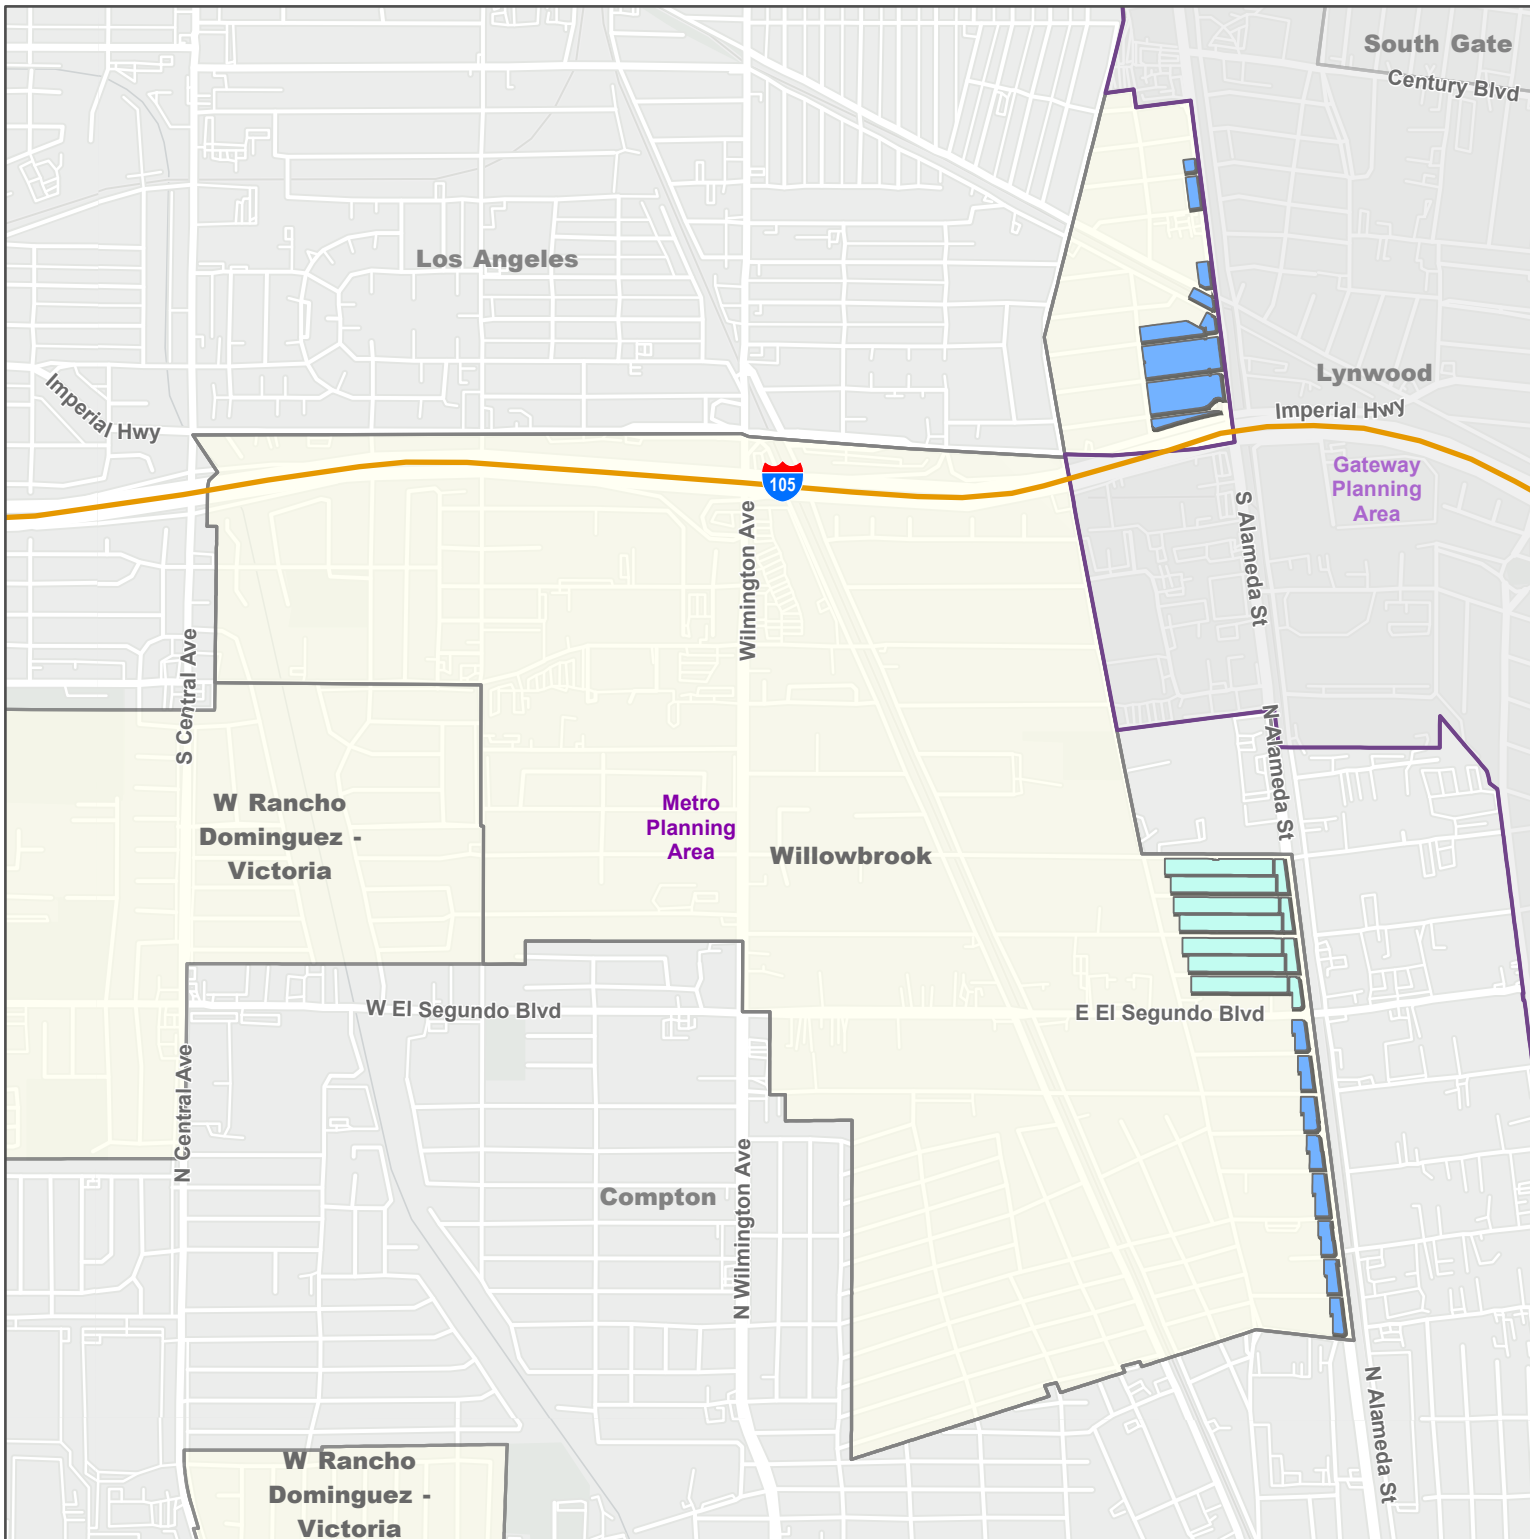 South Gate
Century Blvd
Los Angeles
Lynwood
Imperial Hwy
Imperial Hwy
Gateway
Planning
Area
105
S Alameda St
Wilmington Ave
S Central Ave
N Alameda St
W Rancho
Dominguez -
Victoria
Metro
Planning
Area
Willowbrook
W El Segundo Blvd
E El Segundo Blvd
N Central Ave
Compton
N Wilmington Ave
N Alameda St
W Rancho
Dominguez -
Victoria